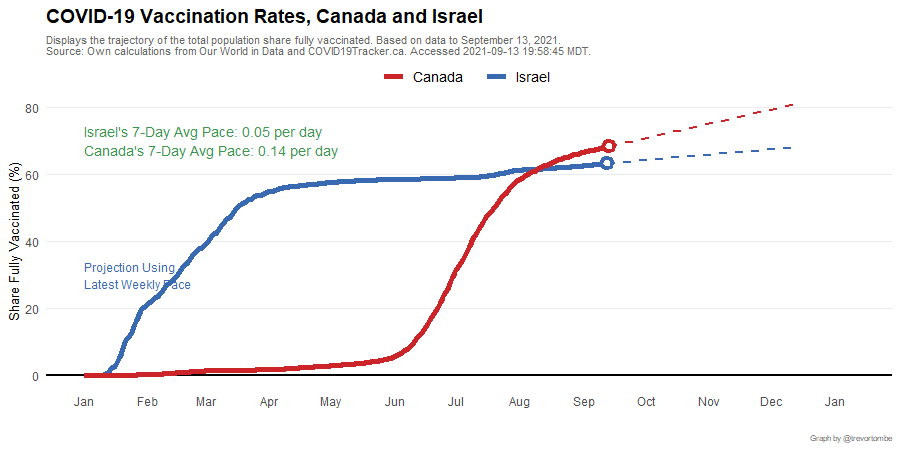 COVID-19 Vaccination Rates, Canada and Israel
Displays the trajectory of the total population share fully vaccinated. Based on data to September 13, 2021.
Source: Own calculations from Our World in Data and COVID19Tracker.ca. Accessed 2021-09-13 19:58:45 MDT.
Canada Israel
Israel's 7-Day Avg Pace: 0.05 per day
Canada's 7-Day Avg Pace: 0.14 per day
Projection Using
Latest Weekly Pace
Share Fully Vaccinated (%)
80
60
40
20
0
Jan Feb Mar Apr May Jun Jul Aug Sep Oct Nov Dec Jan
Graph by @trevortombe